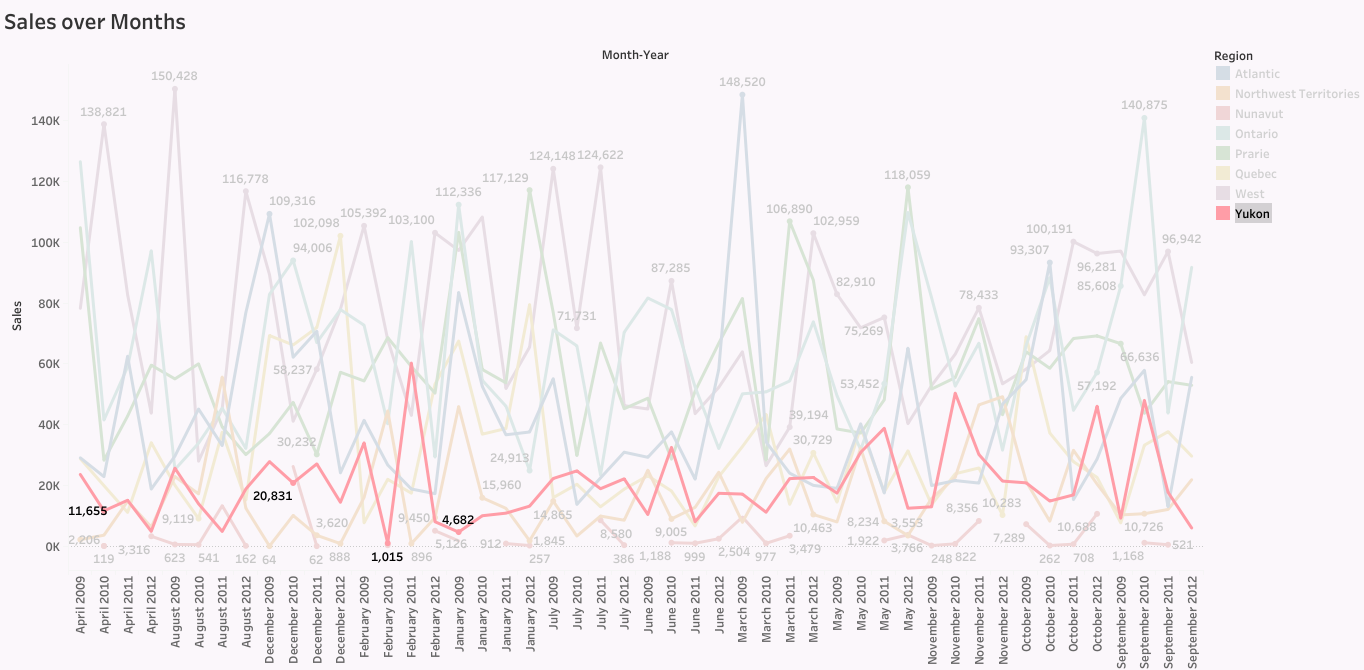 Sales over Months
Month-Year
Region
Atlantic
Northwest Territories
Nunavut
Ontario
Prarie
Quebec
West
Yukon
Sales
140K
120K
100K
80K
60K
40K
20K
0K
150,428
148,520
138,821
140,875
124,148
124,622
116,778
117,129
118,059
109,316
112,336
105,392
102,098
103,100
106,890
102,959
94,006
100,191
93,307
96,942
96,281
87,285
82,910
85,608
78,433
71,731
75,269
66,636
58,237
53,452
57,192
39,194
30,232
30,729
24,913
20,831
15,960
14,865
11,655
9,119
9,450
4,682
8,580
9,005
10,463
8,234
3,553
8,356
10,283
10,688
10,726
2,206
119
3,316
623
541
162
64
3,620
62
888
1,015
896
5,126
912
1,845
257
386
1,188
999
2,504
977
3,479
1,922
3,766
248
822
7,289
262
708
1,168
521
April 2009
April 2010
April 2011
April 2012
August 2009
August 2010
August 2011
August 2012
December 2009
December 2010
December 2011
December 2012
February 2009
February 2010
February 2011
February 2012
January 2009
January 2010
January 2011
January 2012
July 2009
July 2010
July 2011
July 2012
June 2009
June 2010
June 2011
June 2012
March 2009
March 2010
March 2011
March 2012
May 2009
May 2010
May 2011
May 2012
November 2009
November 2010
November 2011
November 2012
October 2009
October 2010
October 2011
October 2012
September 2009
September 2010
September 2011
September 2012